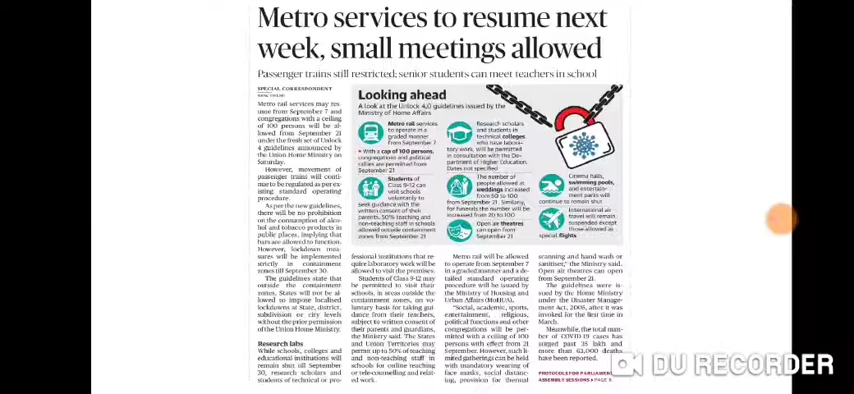 Metro services to resume next
week, small meetings allowed
Passenger trains still restricted; senior students can meet teachers in school
SPECIAL CORRESPONDENT
NEW DELHI
Metro rail services may res-
ume from September 7 and
congregations with a ceiling
of 100 persons will be al-
lowed from September 21
under the fresh set of Unlock
4 guidelines announced by
the Union Home Ministry on
Saturday.
However, movement of
passenger trains will conti-
nue to be regulated as per ex-
isting standard operating
procedure.
As per the new guidelines,
there will be no prohibition
on the consumption of alco-
hol and tobacco products in
public places, implying that
bars are allowed to function.
However, lockdown mea-
sures will be implemented
strictly in containment
zones till September 30.
The guidelines state that
outside the containment
zones, States will not be al-
lowed to impose localised
lockdowns at State, district,
subdivision or city levels
without the prior permission
of the Union Home Ministry.
Research labs
While schools, colleges and
educational institutions will
remain shut till September
30, research scholars and
students of technical or pro-
Looking ahead
A look at the Unlock 4.0 guidelines issued by the
Ministry of Home Affairs
Metro rail services
to operate in a
graded manner
from September 7
• With a cap of 100 persons,
congregations and political
rallies are permitted from
September 21
Students of
Class 9-12 can
visit schools
voluntarily to
seek guidance with the
written consent of their
parents. 50% teaching and
non-teaching staff in schools
allowed outside containment
zones from September 21
Research scholars
and students in
technical colleges,
who have labora-
tory work, will be permitted
in consultation with the De-
partment of Higher Education.
Dates not specified
The number of
people allowed at
weddings increased
from 50 to 100
from September 21. Similarly,
for funerals the number will be
increased from 20 to 100
Open air theatres
can open from
September 21
Cinema halls,
swimming pools,
and entertain-
ment parks will
continue to remain shut
International air
travel will remain
suspended except
those allowed as
special flights
fessional institutions that re-
quire laboratory work will be
allowed to visit the premises.
Students of Class 9-12 may
be permitted to visit their
schools, in areas outside the
containment zones, on vo-
luntary basis for taking gui-
dance from their teachers,
subject to written consent of
their parents and guardians,
the Ministry said. The States
and Union Territories may
permit up to 50% of teaching
and non-teaching staff in
schools for online teaching
or tele-counselling and relat-
ed work.
Metro rail will be allowed
to operate from September 7
in a graded manner and a de-
tailed standard operating
procedure will be issued by
the Ministry of Housing and
Urban Affairs (MoHUA).
"Social, academic, sports,
entertainment, religious,
political functions and other
congregations will be per-
mitted with a ceiling of 100
persons with effect from 21
September. However, such li-
mited gatherings can be held
with mandatory wearing of
face masks, social distanc-
ing, provision for thermal
scanning and hand wash or
sanitiser," the Ministry said.
Open air theatres can open
from September 21.
The guidelines were is-
sued by the Home Ministry
under the Disaster Manage-
ment Act, 2005, after it was
invoked for the first time in
March.
Meanwhile, the total num-
ber of COVID-19 cases has
surged past 35 lakh and
more than 63,000 deaths
have been reported.
PROTOCOLS FOR PARLIAMENT,
ASSEMBLY SESSIONS ▸ PAGE
DU RECORDER